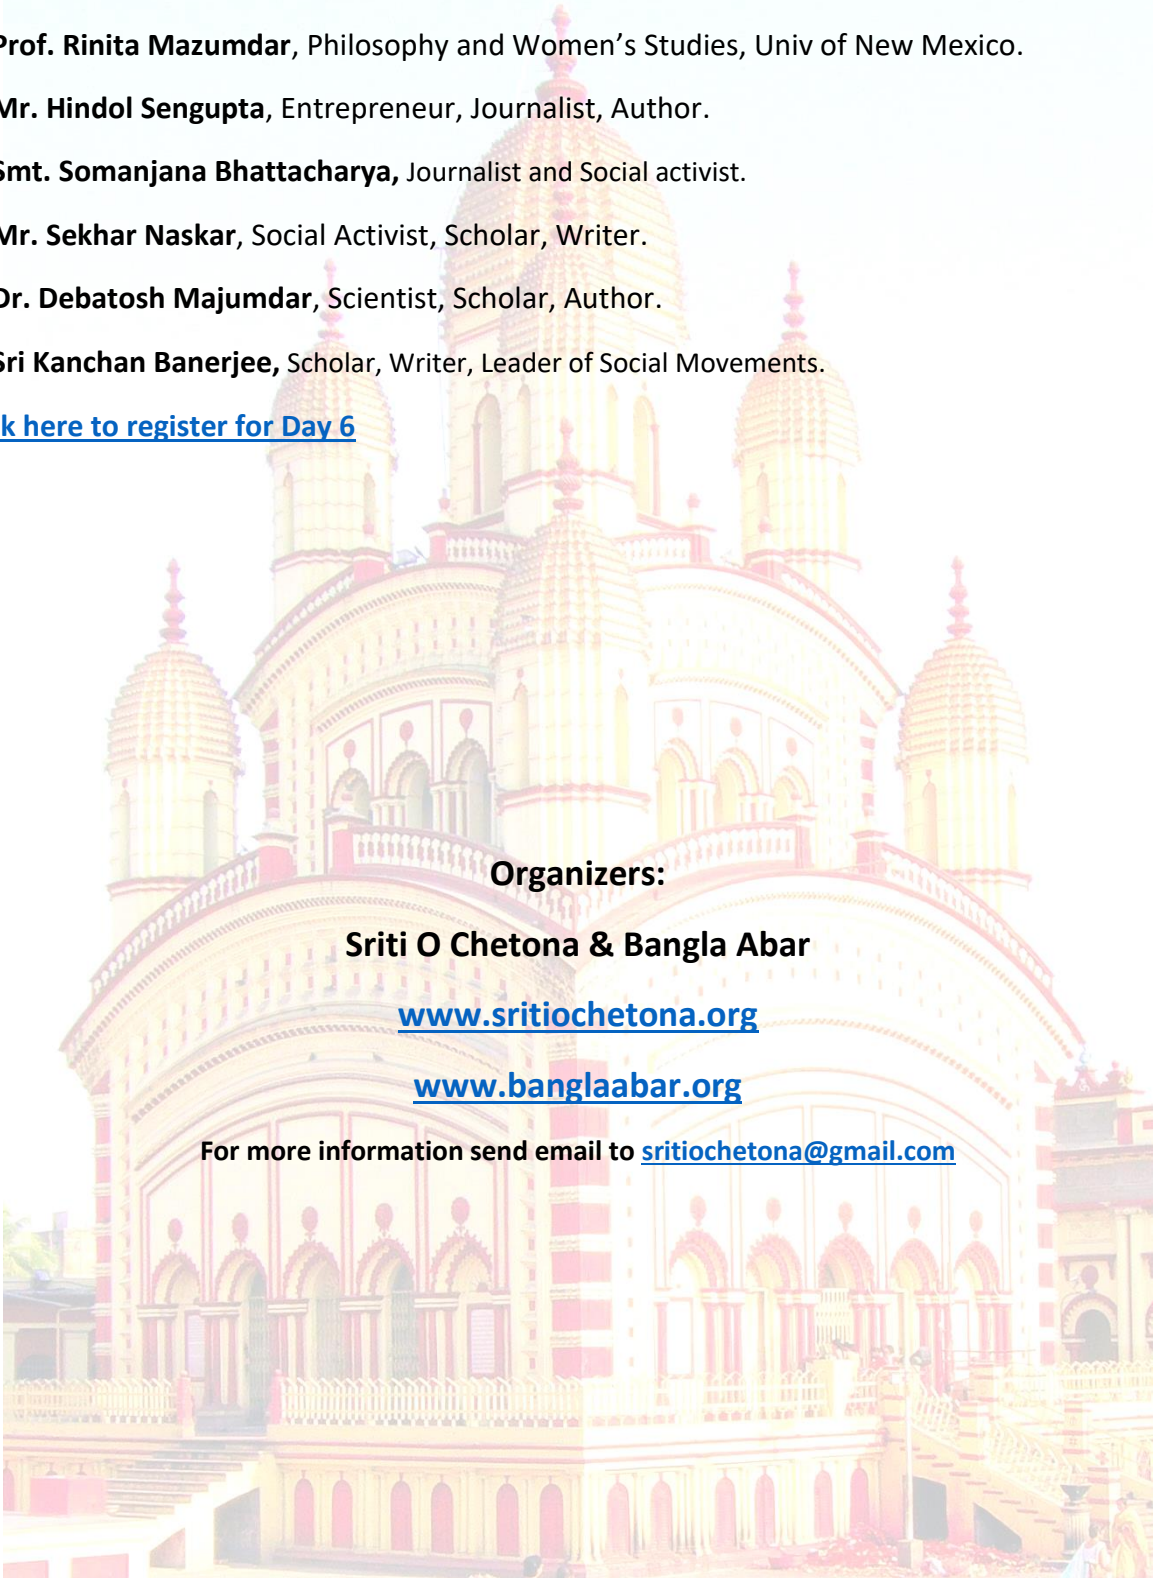 Prof. Rinita Mazumdar, Philosophy and Women’s Studies, Univ of New Mexico.
Mr. Hindol Sengupta, Entrepreneur, Journalist, Author.
Smt. Somanjana Bhattacharya, Journalist and Social activist.
Mr. Sekhar Naskar, Social Activist, Scholar, Writer.
Dr. Debatosh Majumdar, Scientist, Scholar, Author.
Sri Kanchan Banerjee, Scholar, Writer, Leader of Social Movements.
k here to register for Day 6
Organizers:
Sriti O Chetona & Bangla Abar
www.sritiochetona.org
www.banglaabar.org
For more information send email to sritiochetona@gmail.com